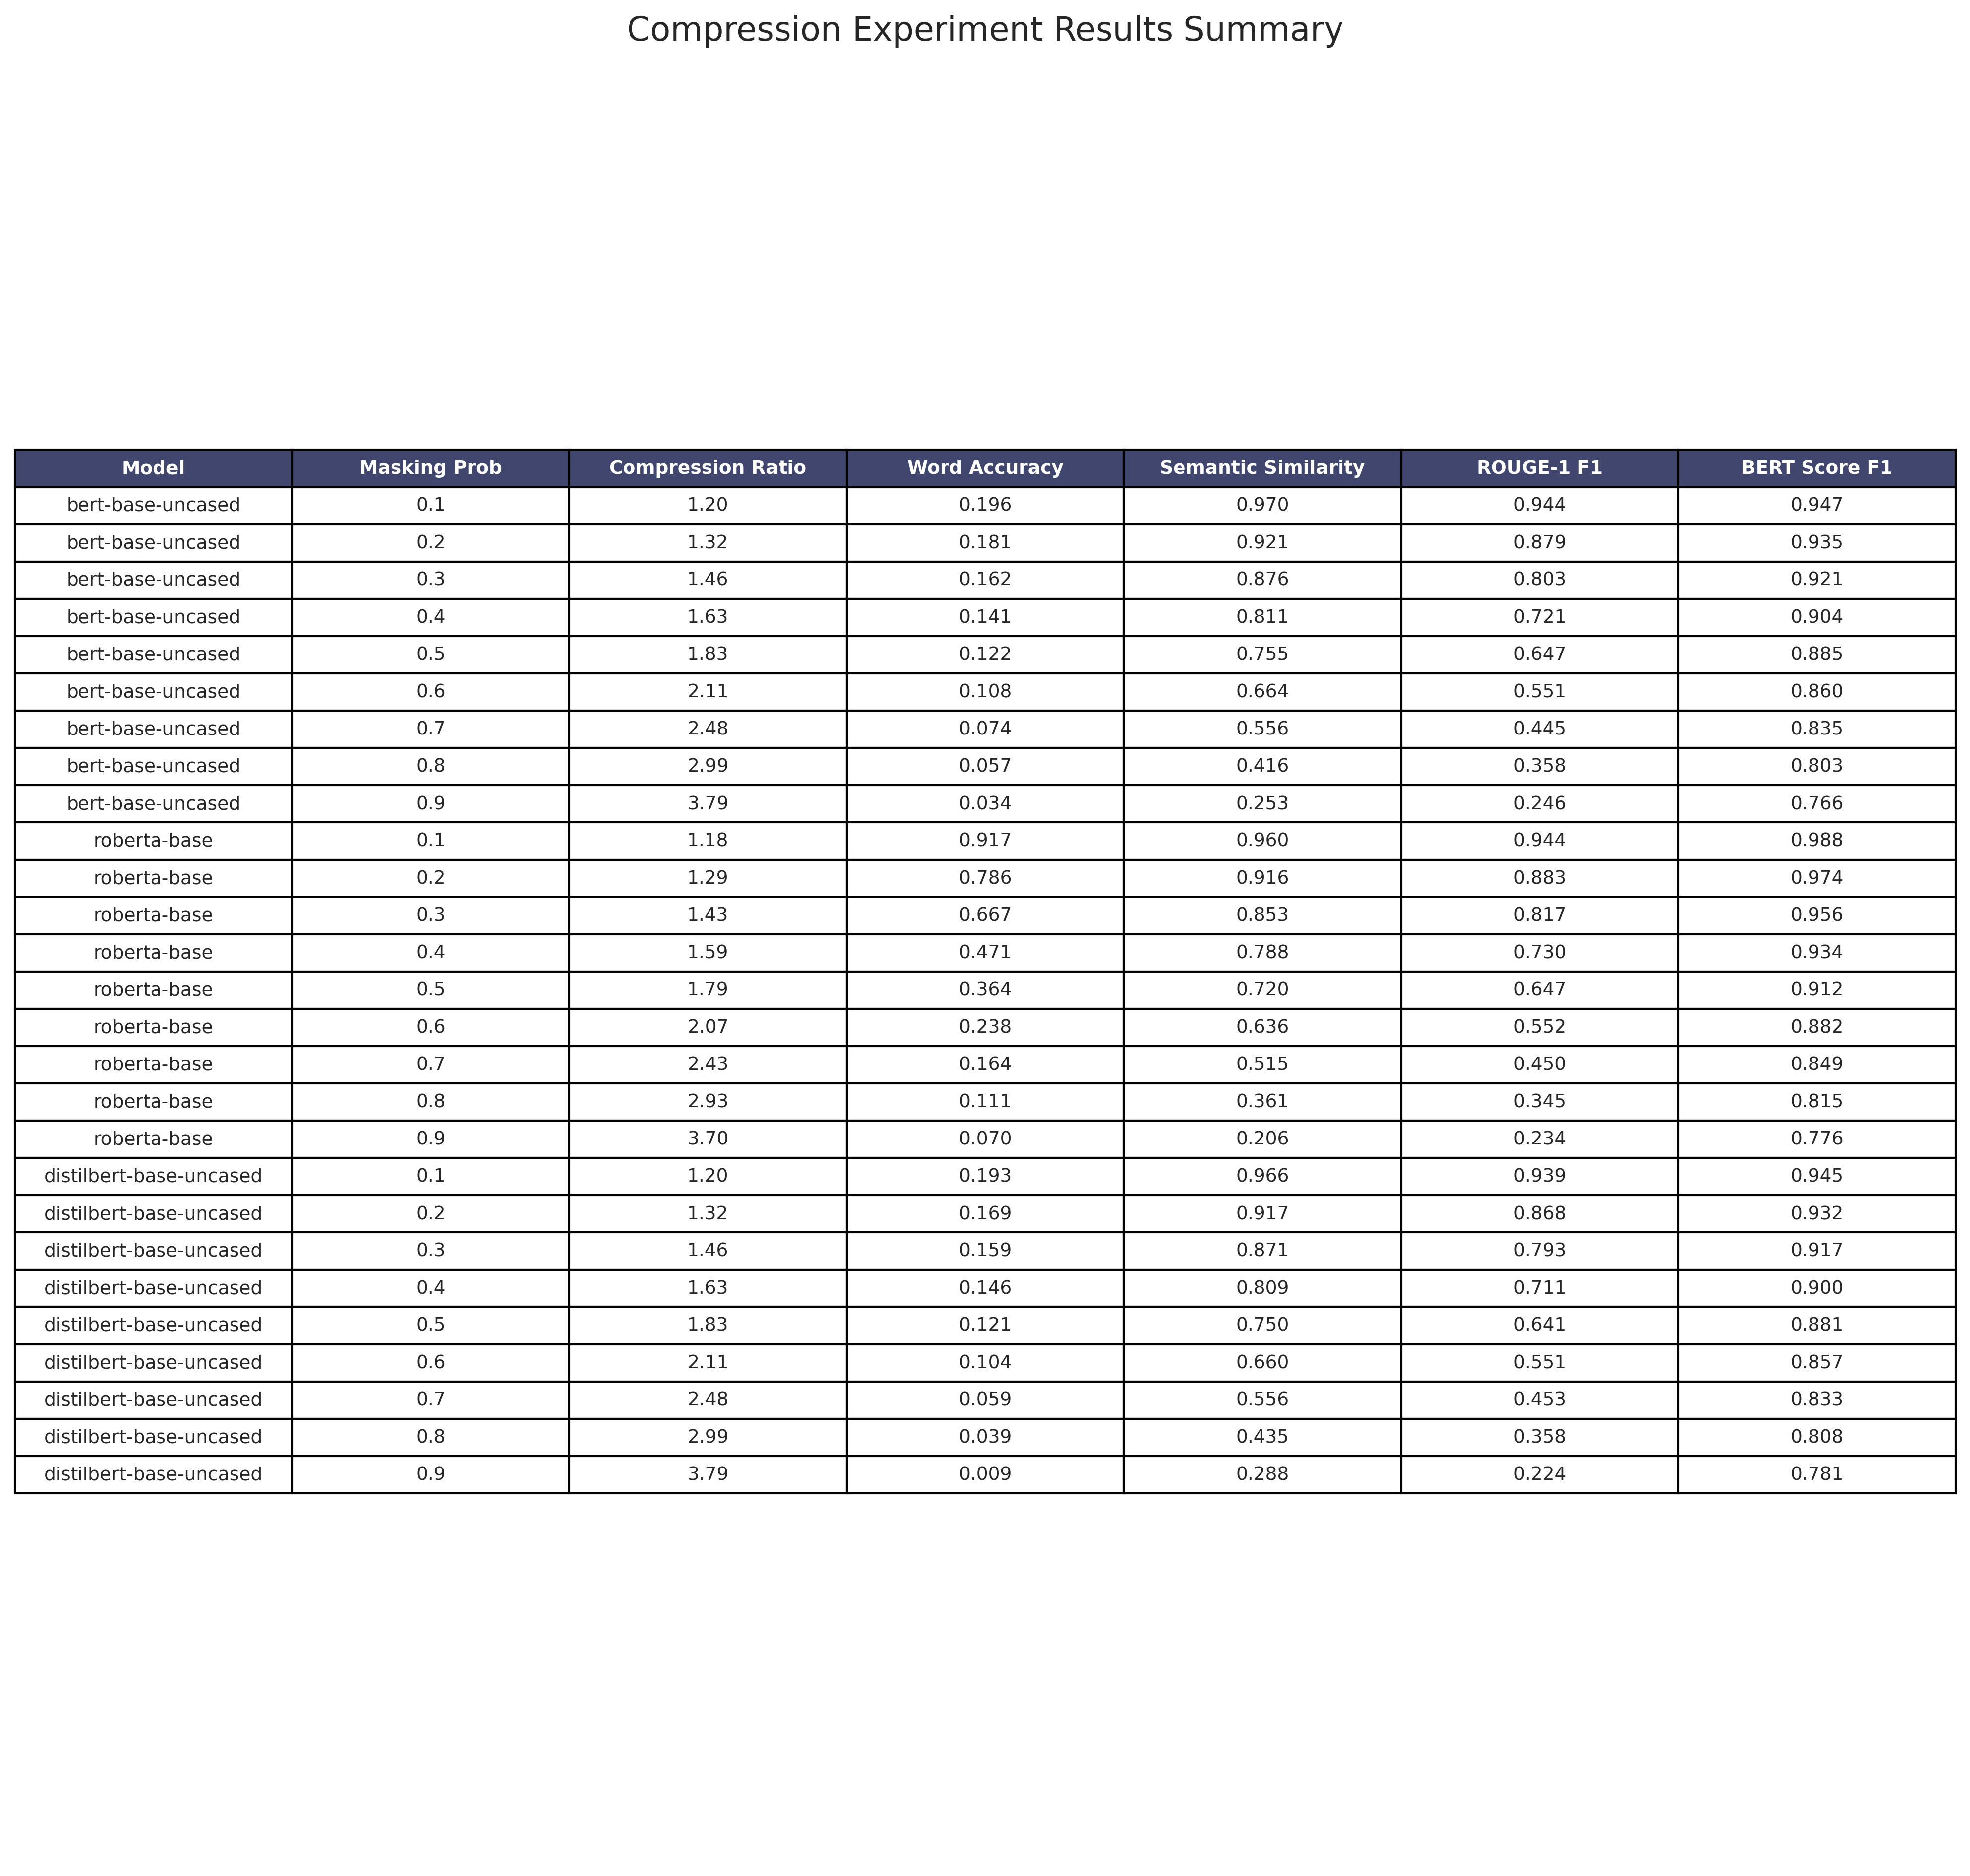 Compression Experiment Results Summary
Model Masking Prob Compression Ratio Word Accuracy Semantic Similarity ROUGE-1 F1 BERT Score F1
bert-base-uncased 0.1 1.20 0.196 0.970 0.944 0.947
bert-base-uncased 0.2 1.32 0.181 0.921 0.879 0.935
bert-base-uncased 0.3 1.46 0.162 0.876 0.803 0.921
bert-base-uncased 0.4 1.63 0.141 0.811 0.721 0.904
bert-base-uncased 0.5 1.83 0.122 0.755 0.647 0.885
bert-base-uncased 0.6 2.11 0.108 0.664 0.551 0.860
bert-base-uncased 0.7 2.48 0.074 0.556 0.445 0.835
bert-base-uncased 0.8 2.99 0.057 0.416 0.358 0.803
bert-base-uncased 0.9 3.79 0.034 0.253 0.246 0.766
roberta-base 0.1 1.18 0.917 0.960 0.944 0.988
roberta-base 0.2 1.29 0.786 0.916 0.883 0.974
roberta-base 0.3 1.43 0.667 0.853 0.817 0.956
roberta-base 0.4 1.59 0.471 0.788 0.730 0.934
roberta-base 0.5 1.79 0.364 0.720 0.647 0.912
roberta-base 0.6 2.07 0.238 0.636 0.552 0.882
roberta-base 0.7 2.43 0.164 0.515 0.450 0.849
roberta-base 0.8 2.93 0.111 0.361 0.345 0.815
roberta-base 0.9 3.70 0.070 0.206 0.234 0.776
distilbert-base-uncased 0.1 1.20 0.193 0.966 0.939 0.945
distilbert-base-uncased 0.2 1.32 0.169 0.917 0.868 0.932
distilbert-base-uncased 0.3 1.46 0.159 0.871 0.793 0.917
distilbert-base-uncased 0.4 1.63 0.146 0.809 0.711 0.900
distilbert-base-uncased 0.5 1.83 0.121 0.750 0.641 0.881
distilbert-base-uncased 0.6 2.11 0.104 0.660 0.551 0.857
distilbert-base-uncased 0.7 2.48 0.059 0.556 0.453 0.833
distilbert-base-uncased 0.8 2.99 0.039 0.435 0.358 0.808
distilbert-base-uncased 0.9 3.79 0.009 0.288 0.224 0.781